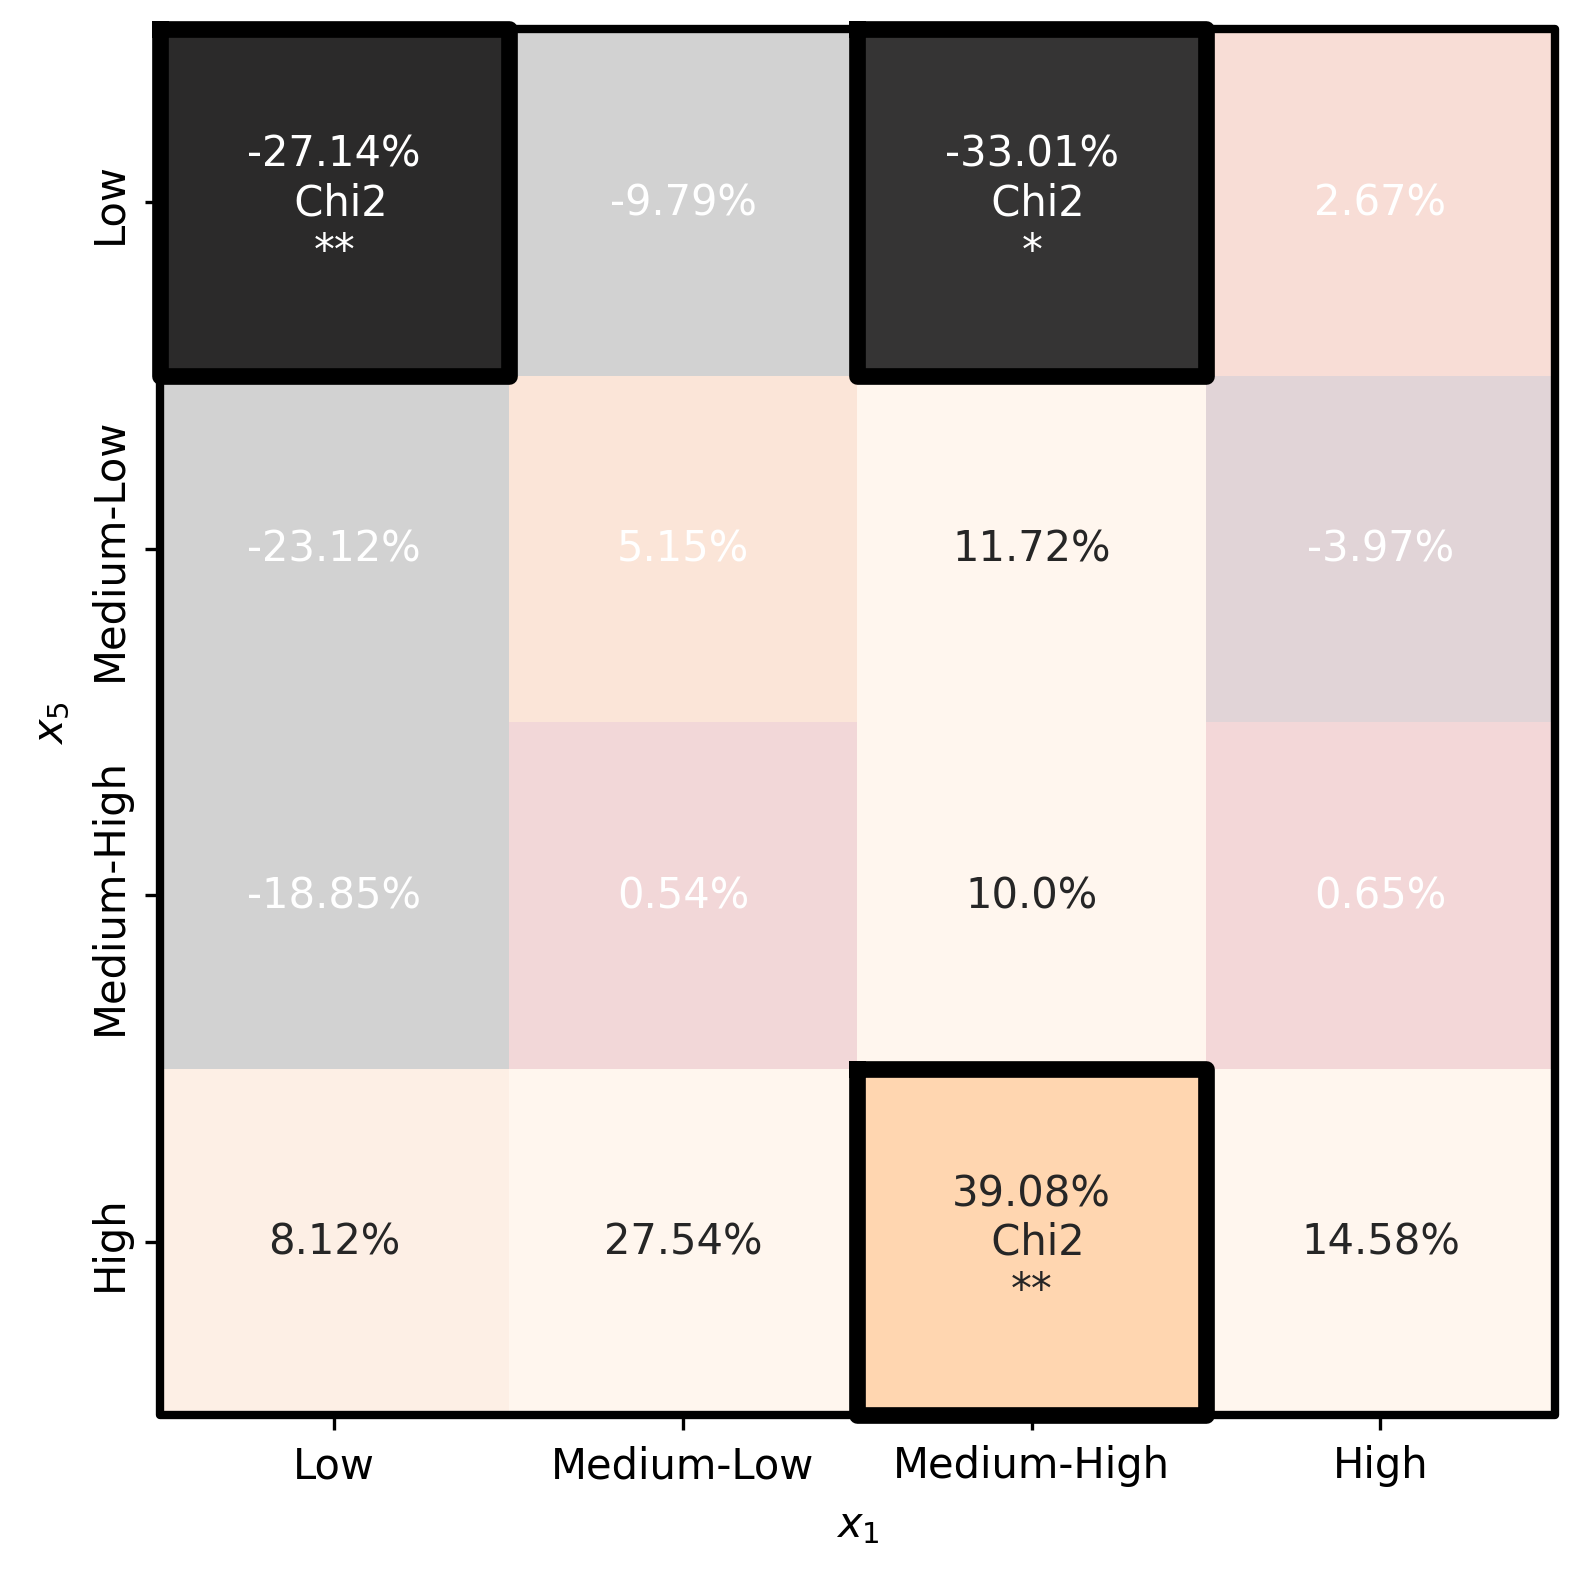 -27.14%
Chi2
**
-9.79%
-33.01%
Chi2
*
2.67%
-23.12%
5.15%
11.72%
-3.97%
-18.85%
0.54%
10.0%
0.65%
8.12%
27.54%
39.08%
Chi2
**
14.58%
Low
Medium-Low
Medium-High
High
x5
Low
Medium-Low
Medium-High
High
x1